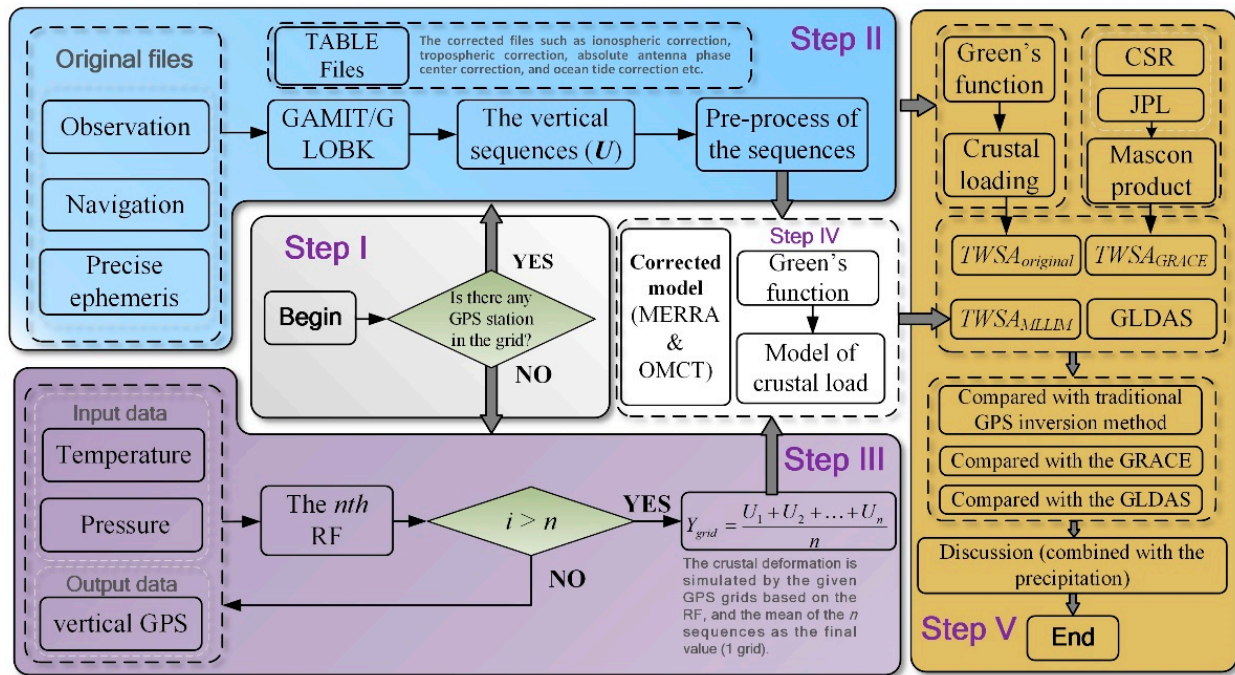 Step II
Original files
Observation
Navigation
Precise
ephemeris
TABLE
Files
The corrected files such as ionospheric correction,
tropospheric correction, absolute antenna phase
center correction, and ocean tide correction etc.
GAMIT/G
LOBK
The vertical
sequences (U)
Pre-process of
the sequences
Step I
Begin
YES
Is there any
GPS station
in the grid?
NO
Step IV
Corrected
model
(MERRA
&
OMCT)
Green's
function
Model of
crustal load
Step III
Input data
Temperature
Pressure
Output data
vertical GPS
The nth
RF
i > n
YES
NO
Y_grid = (U_1 + U_2 + … + U_n) / n
The crustal deformation is
simulated by the given
GPS grids based on the
RF, and the mean of the n
sequences as the final
value (1 grid).
Green's
function
Crustal
loading
CSR
JPL
Mascon
product
TWSA_original
TWSA_GRACE
TWSA_MLLIM
GLDAS
Compared with traditional
GPS inversion method
Compared with the GRACE
Compared with the GLDAS
Discussion (combined with the
precipitation)
Step V
End